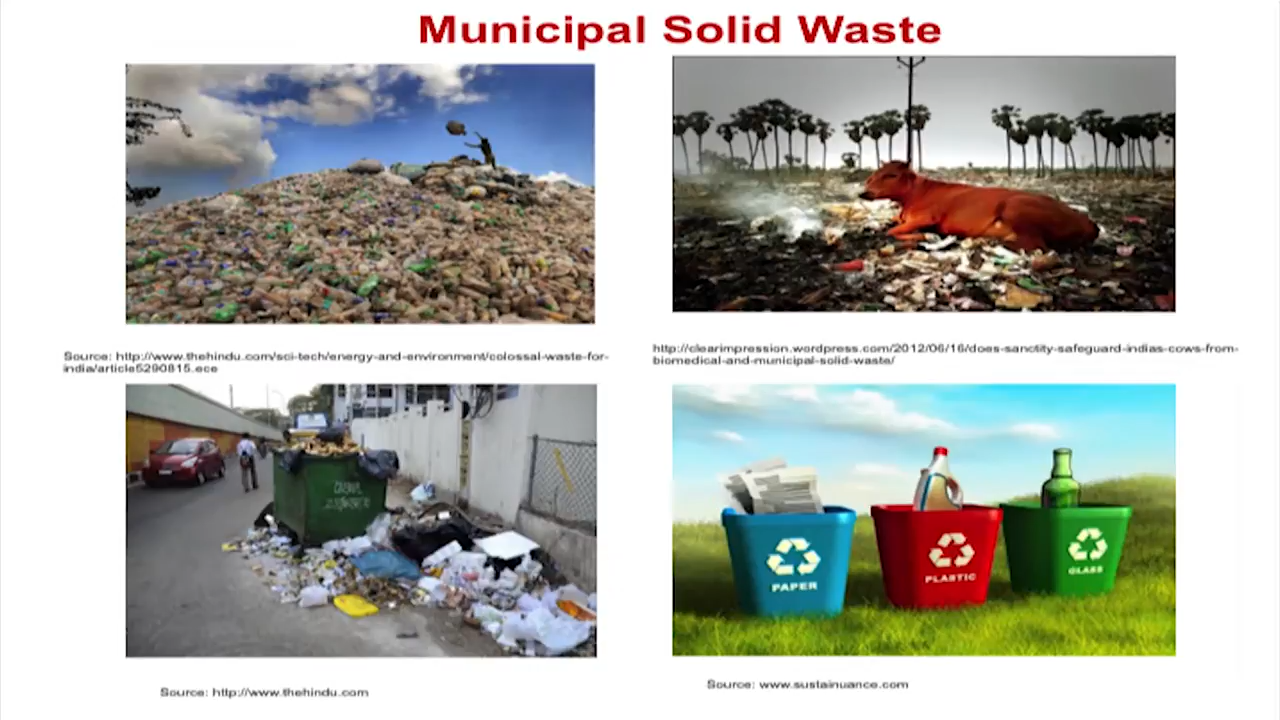 Municipal Solid Waste
Source: http://www.thehindu.com/sci-tech/energy-and-environment/colossal-waste-for-
india/article5290815.ece
http://clearimpression.wordpress.com/2012/06/16/does-sanctity-safeguard-indias-cows-from-
biomedical-and-municipal-solid-waste/
PAPER
PLASTIC
GLASS
Source: http://www.thehindu.com
Source: www.sustainuance.com